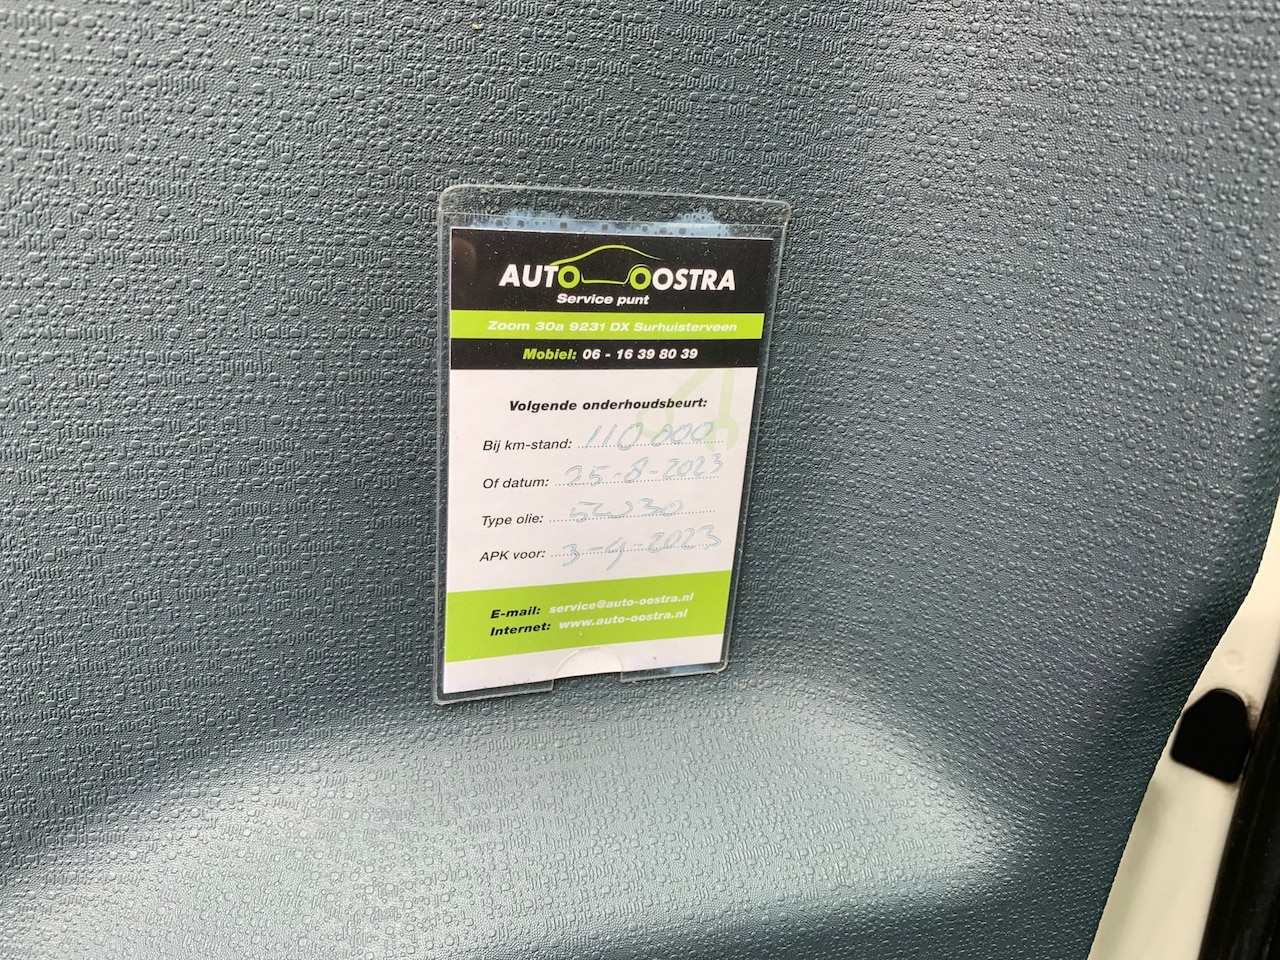 AUTO OOSTRA
Service punt
Zoom 30a 9231 DX Surhuisterveen
Mobiel: 06 - 16 39 80 39
Volgende onderhoudsbeurt:
Bij km-stand: 110 000
Of datum: 25-8-2023
Type olie: 5w30
APK voor: 3-4-2023
E-mail: service@auto-oostra.nl
Internet: www.auto-oostra.nl